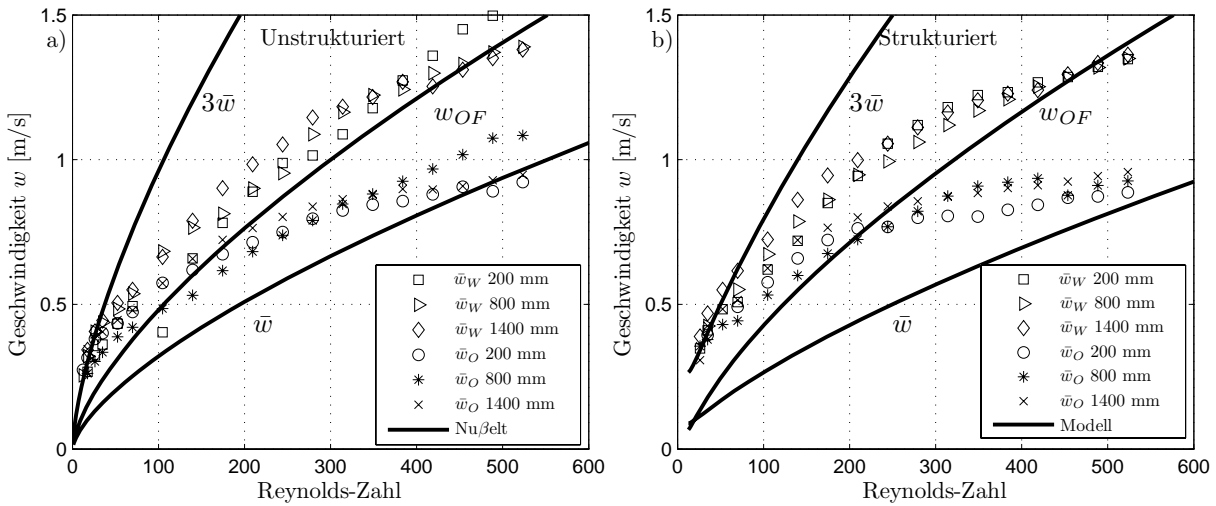 1.5
1
0.5
0
a)
Unstrukturiert
3w̄
w_OF
w̄
Geschwindigkeit w [m/s]
w̄_W 200 mm
w̄_W 800 mm
w̄_W 1400 mm
w̄_O 200 mm
w̄_O 800 mm
w̄_O 1400 mm
Nuβelt
0 100 200 300 400 500 600
Reynolds-Zahl
1.5
1
0.5
0
b)
Strukturiert
3w̄
w_OF
w̄
Geschwindigkeit w [m/s]
w̄_W 200 mm
w̄_W 800 mm
w̄_W 1400 mm
w̄_O 200 mm
w̄_O 800 mm
w̄_O 1400 mm
Modell
0 100 200 300 400 500 600
Reynolds-Zahl